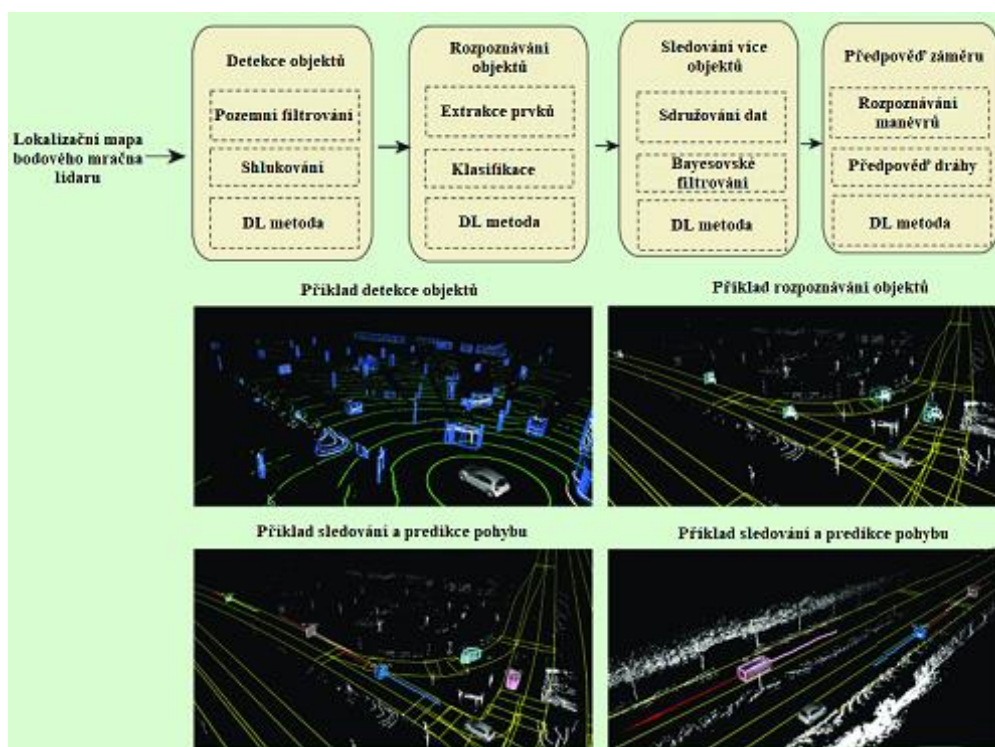 Lokalizační mapa
bodového mračna
lidaru
Detekce objektů
Pozemní filtrování
Shlukování
DL metoda
Rozpoznávání
objektů
Extrakce prvků
Klasifikace
DL metoda
Sledování více
objektů
Sdružování dat
Bayesovské
filtrování
DL metoda
Předpověď záměru
Rozpoznávání
maněvrů
Předpověď dráhy
DL metoda
Příklad detekce objektů
Příklad rozpoznávání objektů
Příklad sledování a predikce pohybu
Příklad sledování a predikce pohybu